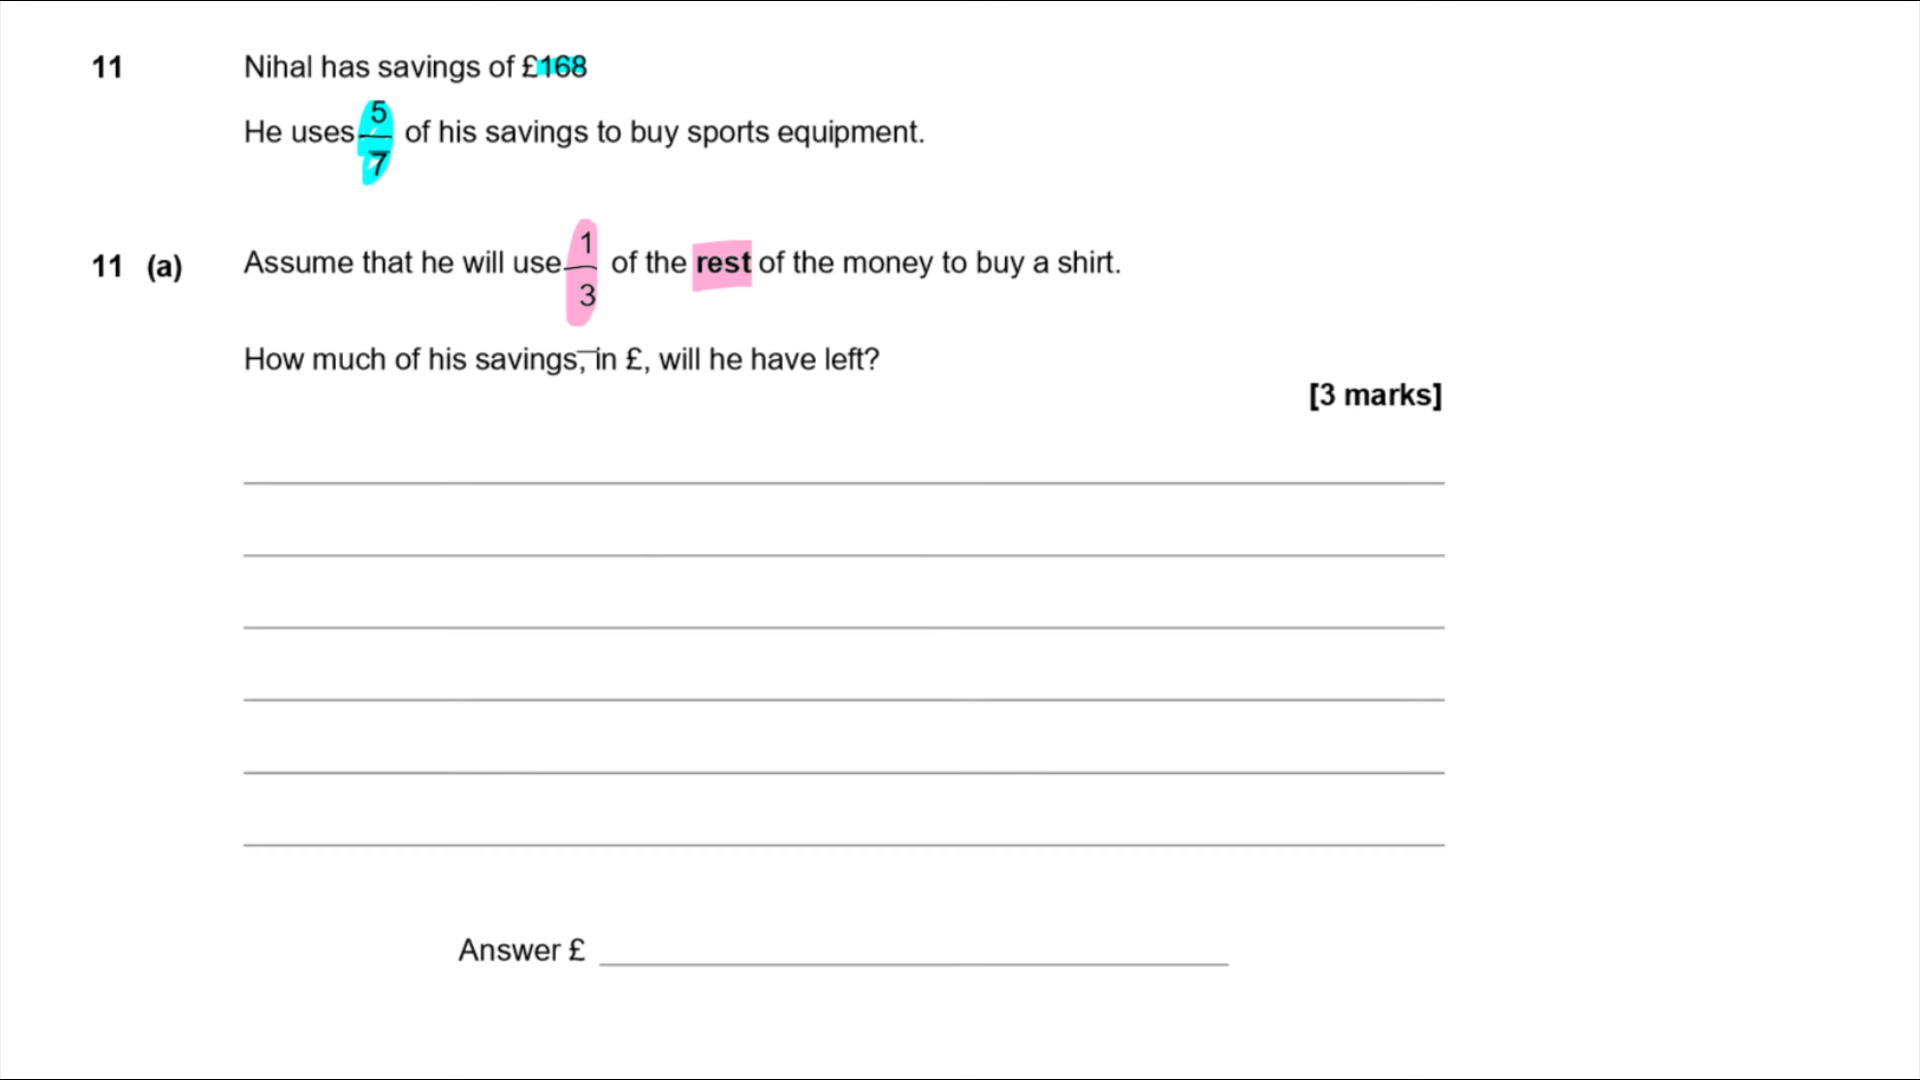 11 Nihal has savings of £168
He uses 5/7 of his savings to buy sports equipment.
11 (a) Assume that he will use 1/3 of the rest of the money to buy a shirt.
How much of his savings, in £, will he have left?
[3 marks]
Answer £